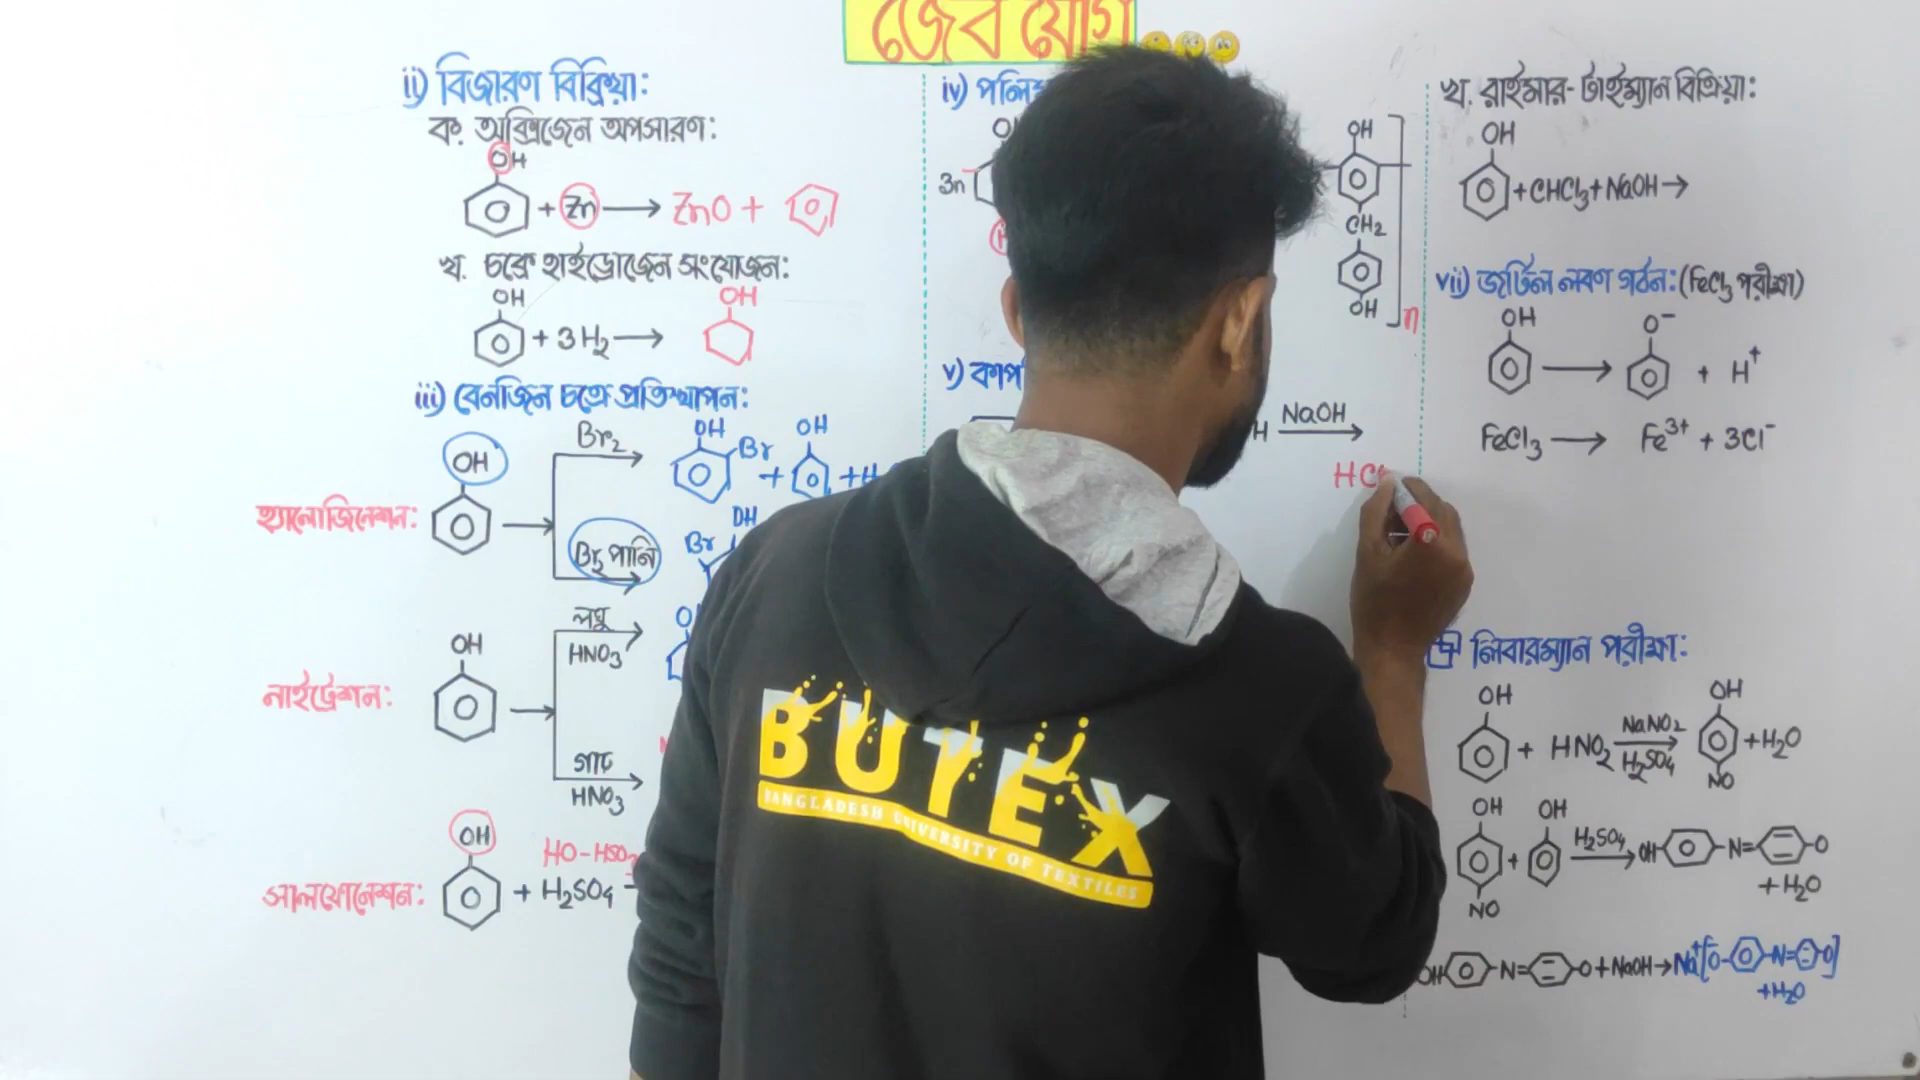 জৈব যৌগ
ii) বিজারণ বিক্রিয়া:
ক. অক্সিজেন অপসারণ:
OH
+ Zn → ZnO +
খ. চক্রে হাইড্রোজেন সংযোজন:
OH OH
+ 3H₂ →
iii) বেনজিন চক্রে প্রতিস্থাপন:
হ্যালোজিনেশন:
OH
Br₂
OH Br + OH +
Br₂ পানি
OH
Br
নাইট্রেশন:
OH
লঘু
HNO₃
গাঢ়
HNO₃
সালফোনেশন:
OH
HO-HSO₃
+ H₂SO₄
iv)
3n
OH
CH₂
OH
n
v)
H NaOH →
HCl
খ. রাইমার-টাইম্যান বিক্রিয়া:
OH
+ CHCl₃ + NaOH →
vii) জটিল লবণ গঠন: (FeCl₃ পরীক্ষা)
OH → O⁻ + H⁺
FeCl₃ → Fe³⁺ + 3Cl⁻
লিবারম্যান পরীক্ষা:
OH OH
+ HNO₂ NaNO₂ H₂SO₄ → + H₂O
NO
OH OH
+ H₂SO₄ → OH-N=O
+ H₂O
NO
OH-N=O + NaOH → Na⁺[O⁻-N=O]
+H₂O
BUTEX
BANGLADESH UNIVERSITY OF TEXTILES